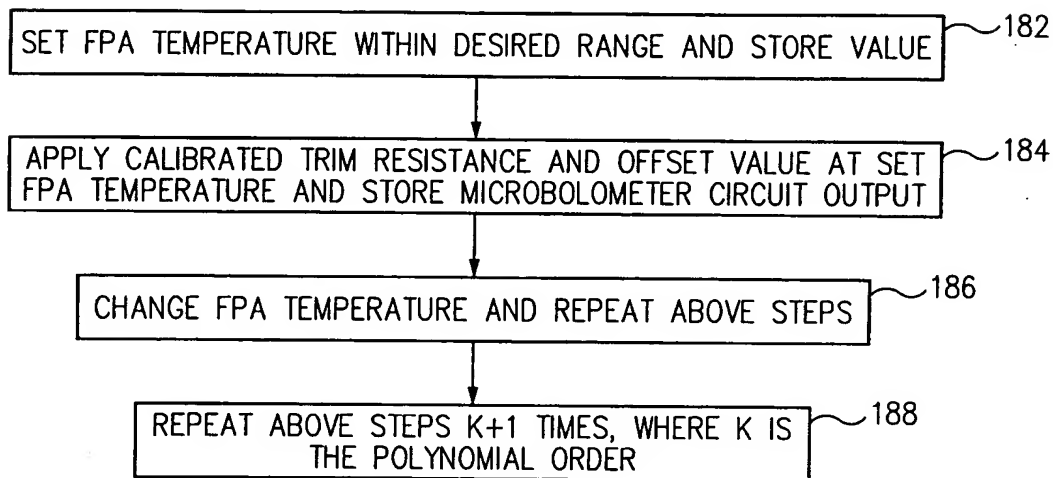 SET FPA TEMPERATURE WITHIN DESIRED RANGE AND STORE VALUE
182
APPLY CALIBRATED TRIM RESISTANCE AND OFFSET VALUE AT SET
FPA TEMPERATURE AND STORE MICROBOLOMETER CIRCUIT OUTPUT
184
CHANGE FPA TEMPERATURE AND REPEAT ABOVE STEPS
186
REPEAT ABOVE STEPS K+1 TIMES, WHERE K IS
THE POLYNOMIAL ORDER
188